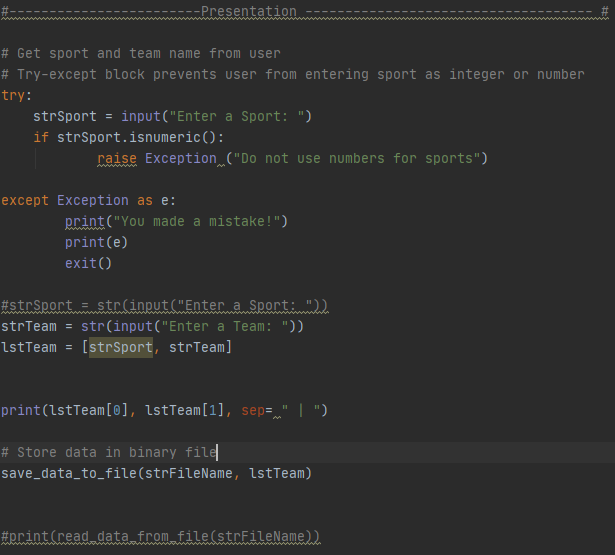 #------------------------Presentation ------------------------------------ #
# Get sport and team name from user
# Try-except block prevents user from entering sport as integer or number
try:
    strSport = input("Enter a Sport: ")
    if strSport.isnumeric():
            raise Exception ("Do not use numbers for sports")
except Exception as e:
        print("You made a mistake!")
        print(e)
        exit()
#strSport = str(input("Enter a Sport: "))
strTeam = str(input("Enter a Team: "))
lstTeam = [strSport, strTeam]
print(lstTeam[0], lstTeam[1], sep= " | ")
# Store data in binary file
save_data_to_file(strFileName, lstTeam)
#print(read_data_from_file(strFileName))